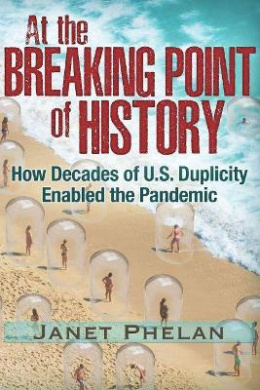 At the
BREAKING POINT
of HISTORY
How Decades of U.S. Duplicity
Enabled the Pandemic
JANET PHELAN